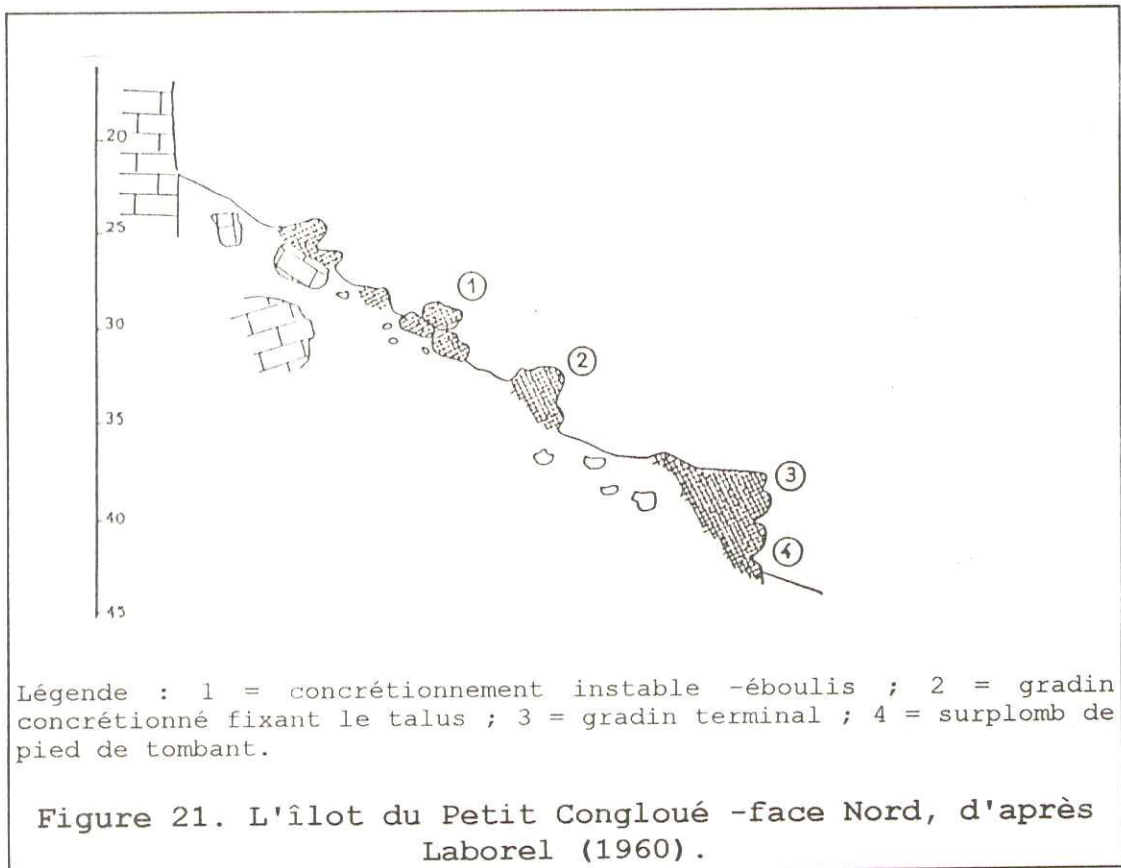 20
25
30
35
40
45
1
2
3
4
Légende : 1 = concrétionnement instable -éboulis ; 2 = gradin
concrétionné fixant le talus ; 3 = gradin terminal ; 4 = surplomb de
pied de tombant.
Figure 21. L'îlot du Petit Congloué -face Nord, d'après
Laborel (1960).